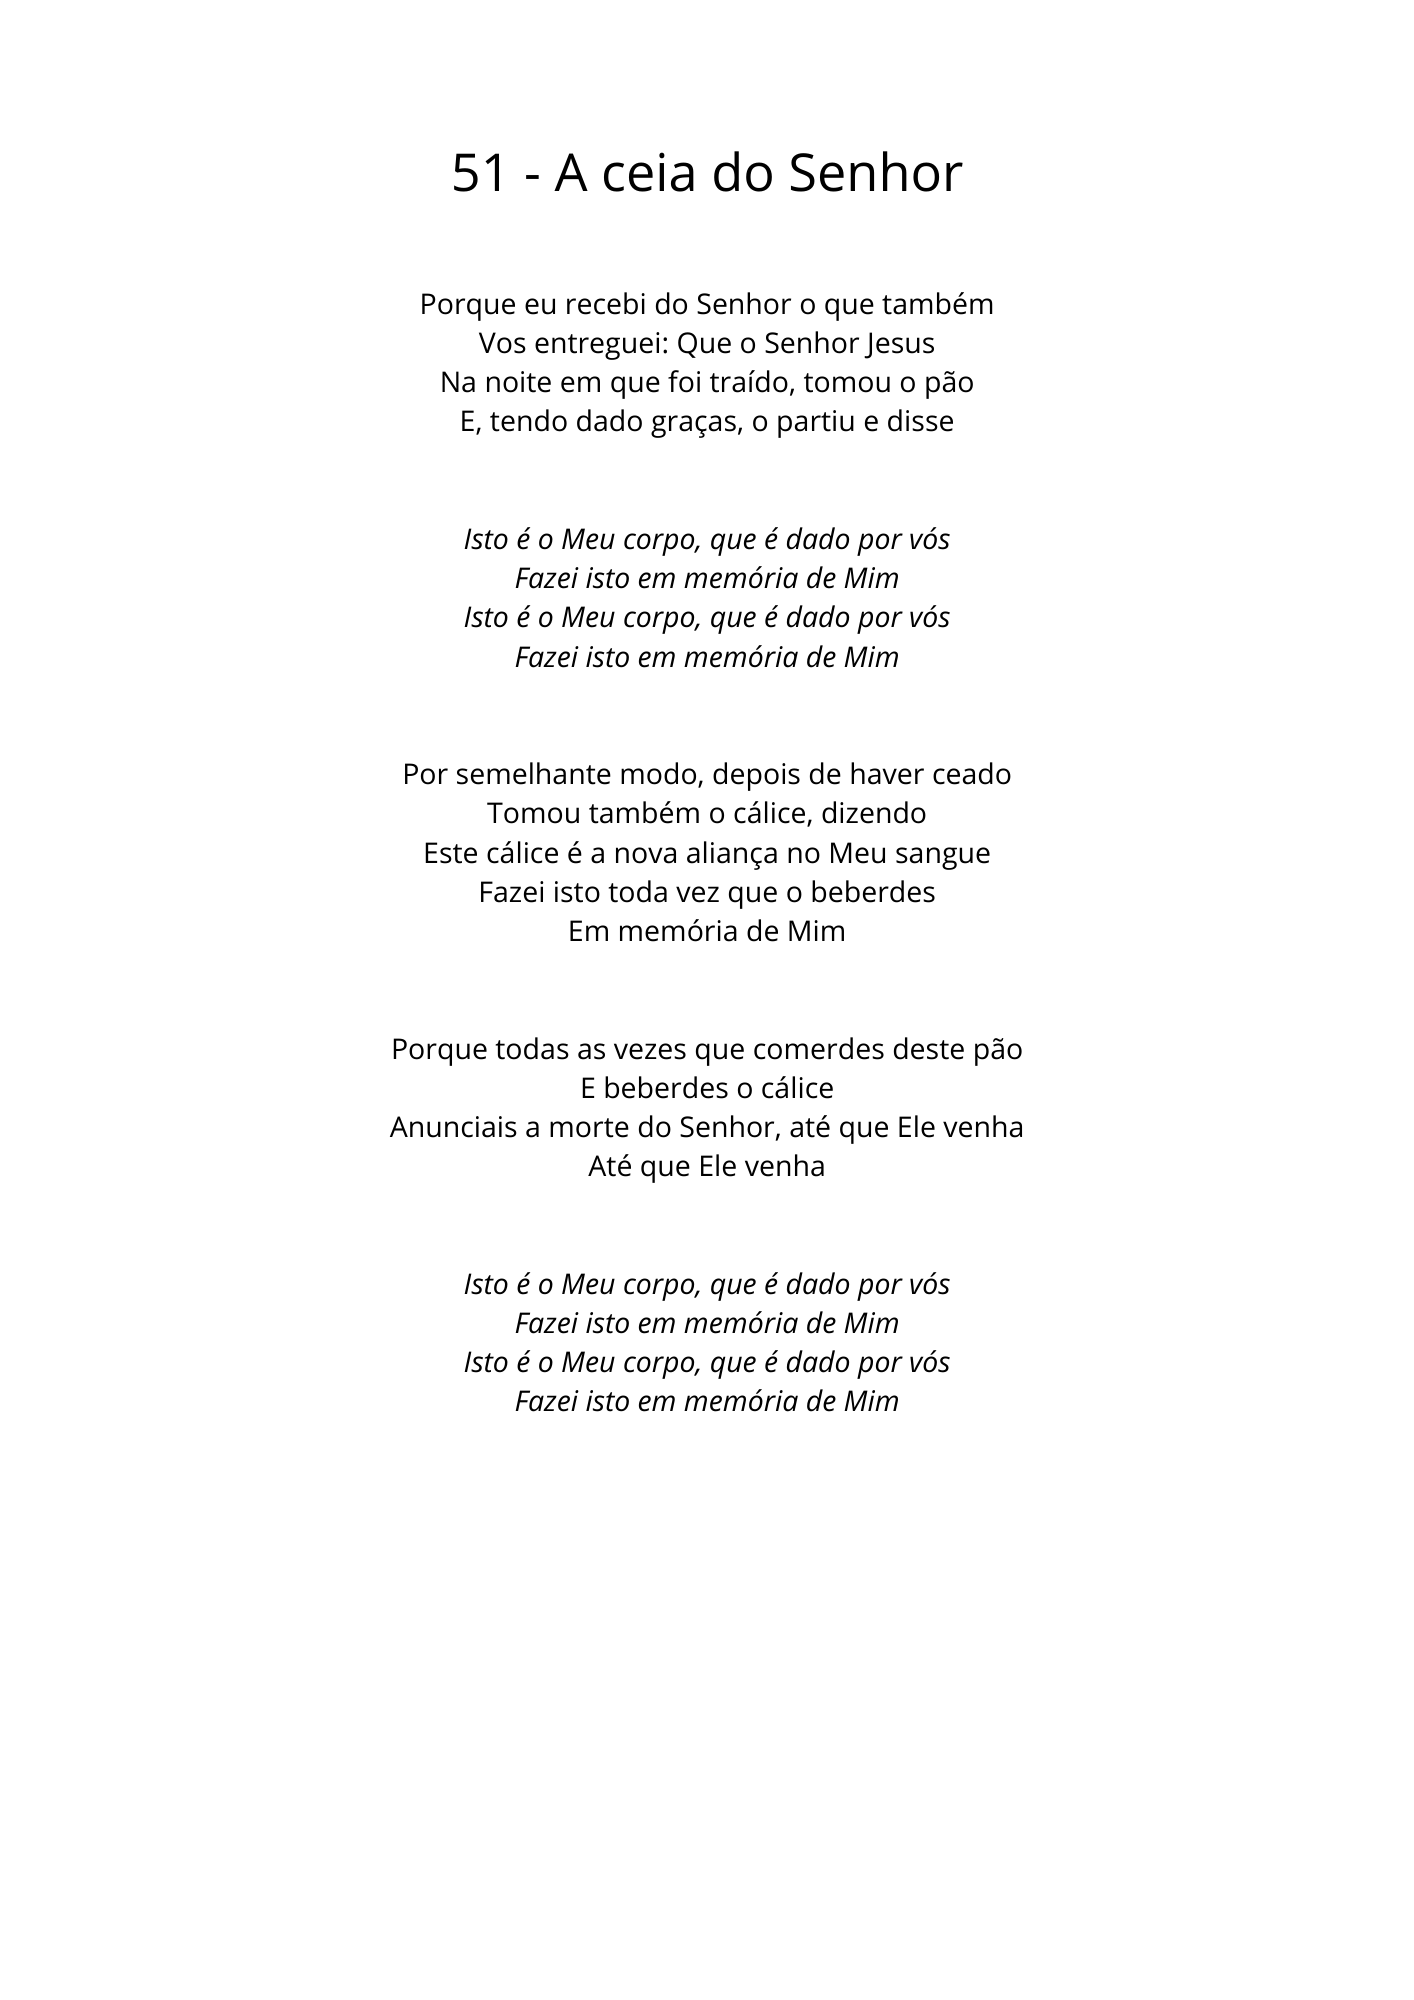 51 - A ceia do Senhor
Porque eu recebi do Senhor o que também
Vos entreguei: Que o Senhor Jesus
Na noite em que foi traído, tomou o pão
E, tendo dado graças, o partiu e disse
Isto é o Meu corpo, que é dado por vós
Fazei isto em memória de Mim
Isto é o Meu corpo, que é dado por vós
Fazei isto em memória de Mim
Por semelhante modo, depois de haver ceado
Tomou também o cálice, dizendo
Este cálice é a nova aliança no Meu sangue
Fazei isto toda vez que o beberdes
Em memória de Mim
Porque todas as vezes que comerdes deste pão
E beberdes o cálice
Anunciais a morte do Senhor, até que Ele venha
Até que Ele venha
Isto é o Meu corpo, que é dado por vós
Fazei isto em memória de Mim
Isto é o Meu corpo, que é dado por vós
Fazei isto em memória de Mim